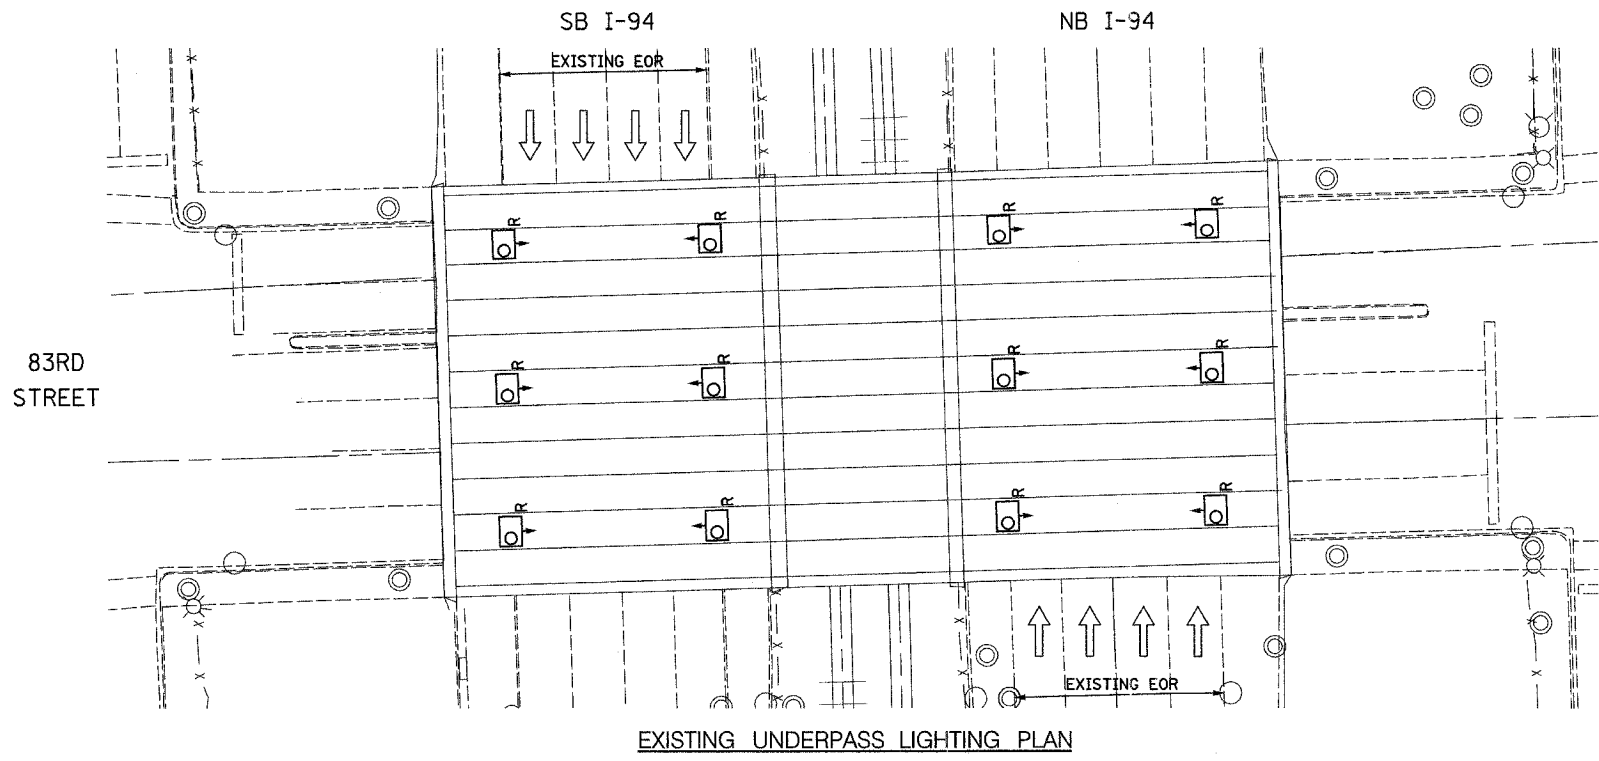 SB I-94
NB I-94
EXISTING EOR
R
R
R
R
83RD
STREET
R
R
R
R
R
R
R
R
EXISTING EOR
EXISTING UNDERPASS LIGHTING PLAN